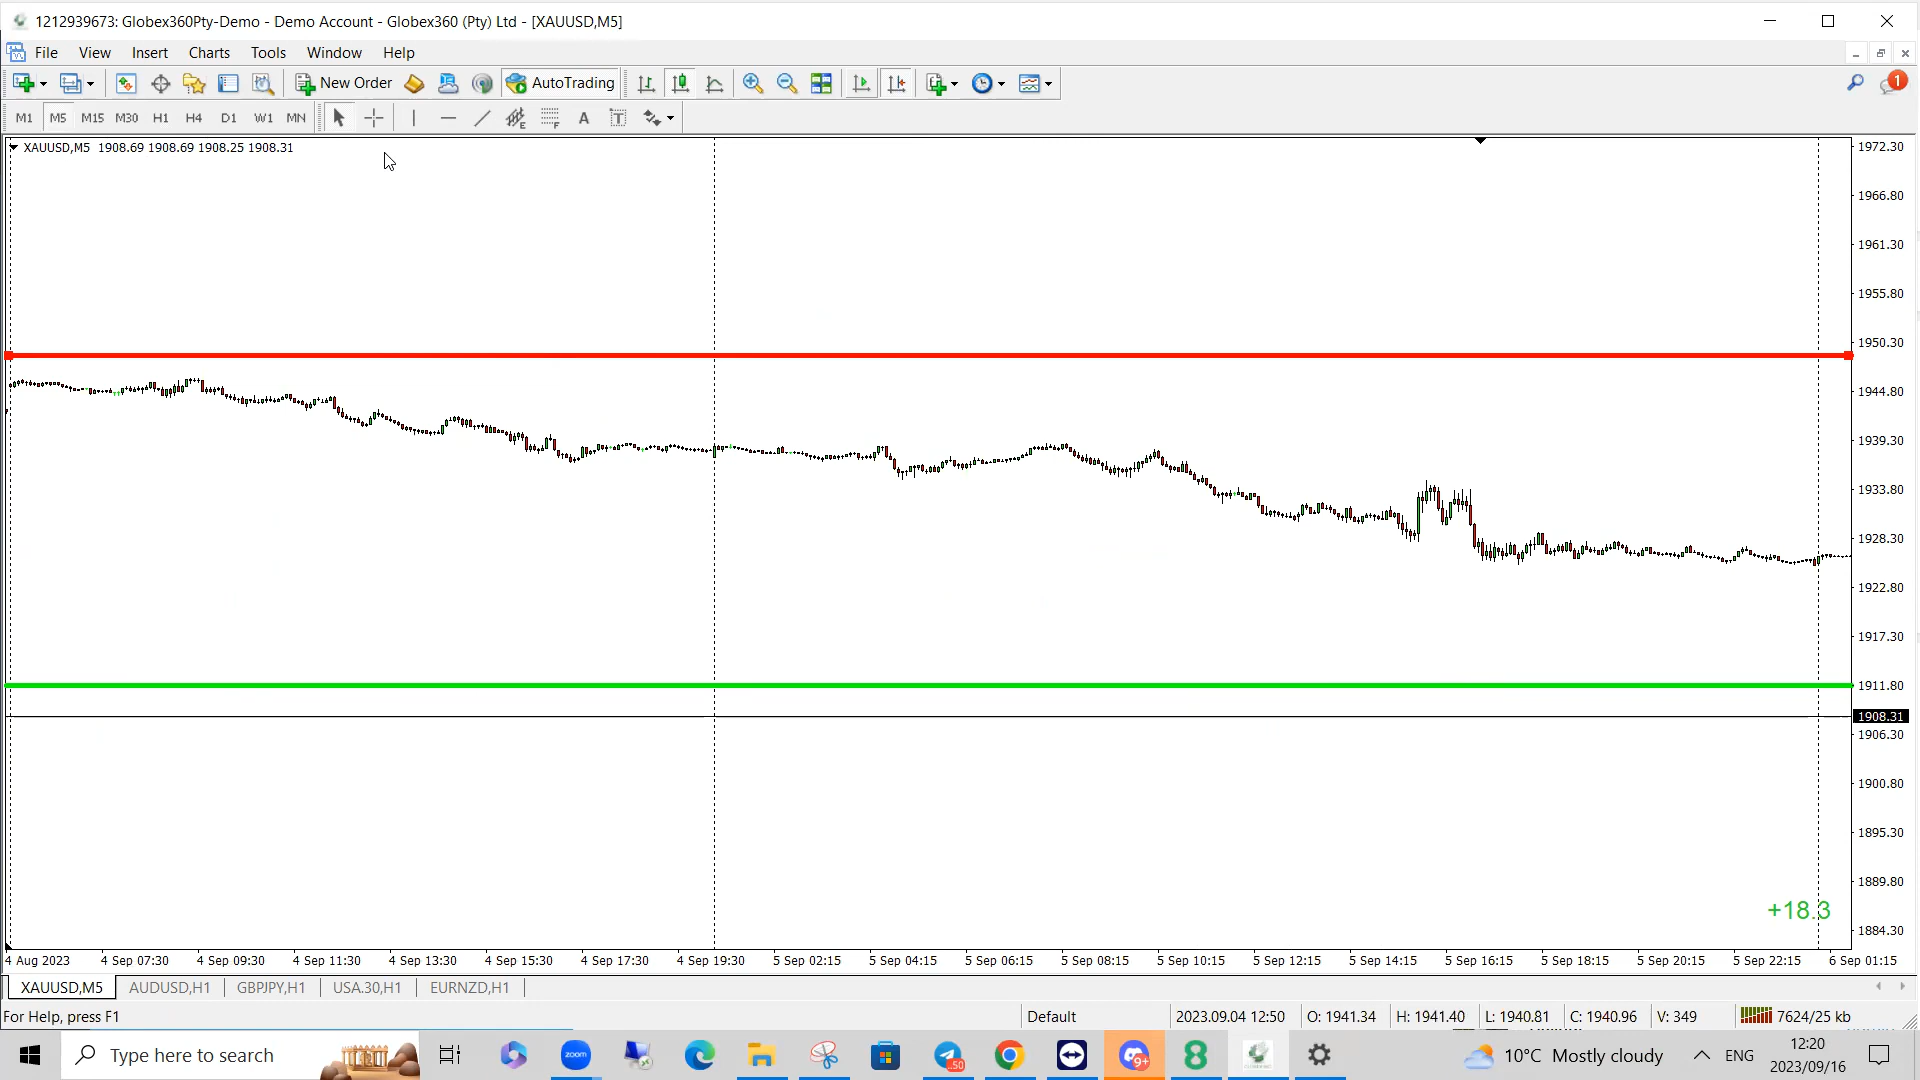 1212939673: Globex360Pty-Demo - Demo Account - Globex360 (Pty) Ltd - [XAUUSD,M5]
File View Insert Charts Tools Window Help
New Order AutoTrading 1
M1 M5 M15 M30 H1 H4 D1 W1 MN E F A T
XAUUSD,M5 1908.69 1908.69 1908.25 1908.31
1972.30
1966.80
1961.30
1955.80
1950.30
1944.80
1939.30
1933.80
1928.30
1922.80
1917.30
1911.80
1908.31
1906.30
1900.80
1895.30
1889.80
+18.3
1884.30
4 Aug 2023 4 Sep 07:30 4 Sep 09:30 4 Sep 11:30 4 Sep 13:30 4 Sep 15:30 4 Sep 17:30 4 Sep 19:30 5 Sep 02:15 5 Sep 04:15 5 Sep 06:15 5 Sep 08:15 5 Sep 10:15 5 Sep 12:15 5 Sep 14:15 5 Sep 16:15 5 Sep 18:15 5 Sep 20:15 5 Sep 22:15 6 Sep 01:15
XAUUSD,M5 AUDUSD,H1 GBPJPY,H1 USA.30,H1 EURNZD,H1
For Help, press F1 Default 2023.09.04 12:50 O: 1941.34 H: 1941.40 L: 1940.81 C: 1940.96 V: 349 7624/25 kb
Type here to search zoom 50 9+ 10°C Mostly cloudy ENG 12:20
2023/09/16